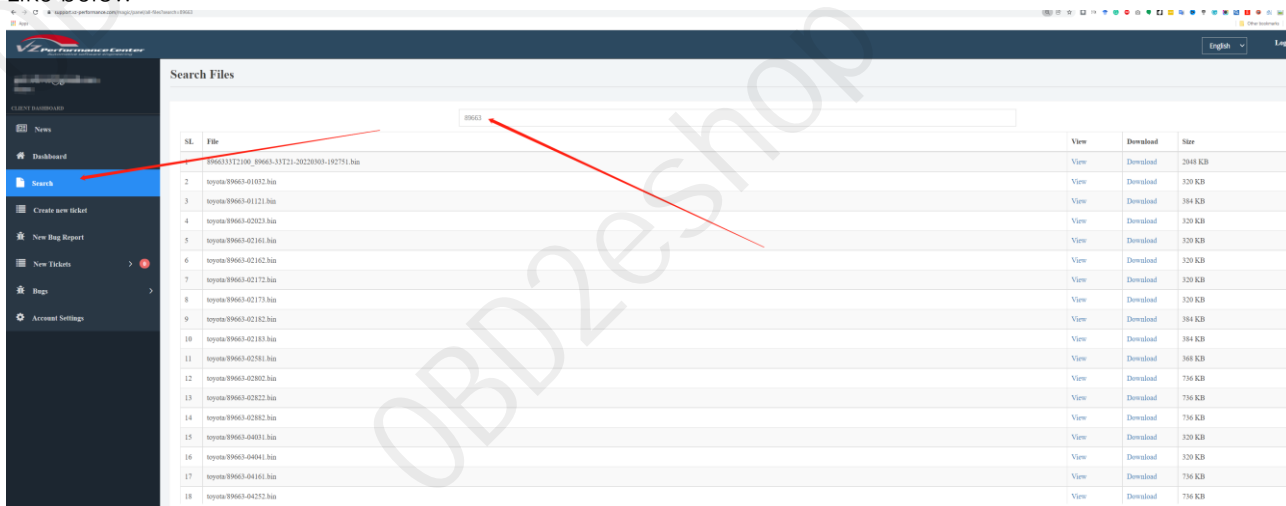 Like below
Apps
Other bookmarks
VZ PerformanceCenter
English
Log
Search Files
CLIENT DASHBOARD
News
Dashboard
Search
Create new ticket
New Bug Report
New Tickets
Bugs
Account Settings
89663
SL File View Download Size
1 8966333T2100_89663-33T21-20220303-192751.bin View Download 2048 KB
2 toyota/89663-01032.bin View Download 320 KB
3 toyota/89663-01121.bin View Download 384 KB
4 toyota/89663-02023.bin View Download 320 KB
5 toyota/89663-02161.bin View Download 320 KB
6 toyota/89663-02162.bin View Download 320 KB
7 toyota/89663-02172.bin View Download 320 KB
8 toyota/89663-02173.bin View Download 320 KB
9 toyota/89663-02182.bin View Download 384 KB
10 toyota/89663-02183.bin View Download 384 KB
11 toyota/89663-02581.bin View Download 368 KB
12 toyota/89663-02802.bin View Download 736 KB
13 toyota/89663-02822.bin View Download 736 KB
14 toyota/89663-02882.bin View Download 736 KB
15 toyota/89663-04031.bin View Download 320 KB
16 toyota/89663-04041.bin View Download 320 KB
17 toyota/89663-04161.bin View Download 736 KB
18 toyota/89663-04252.bin View Download 736 KB
OBD2eshop